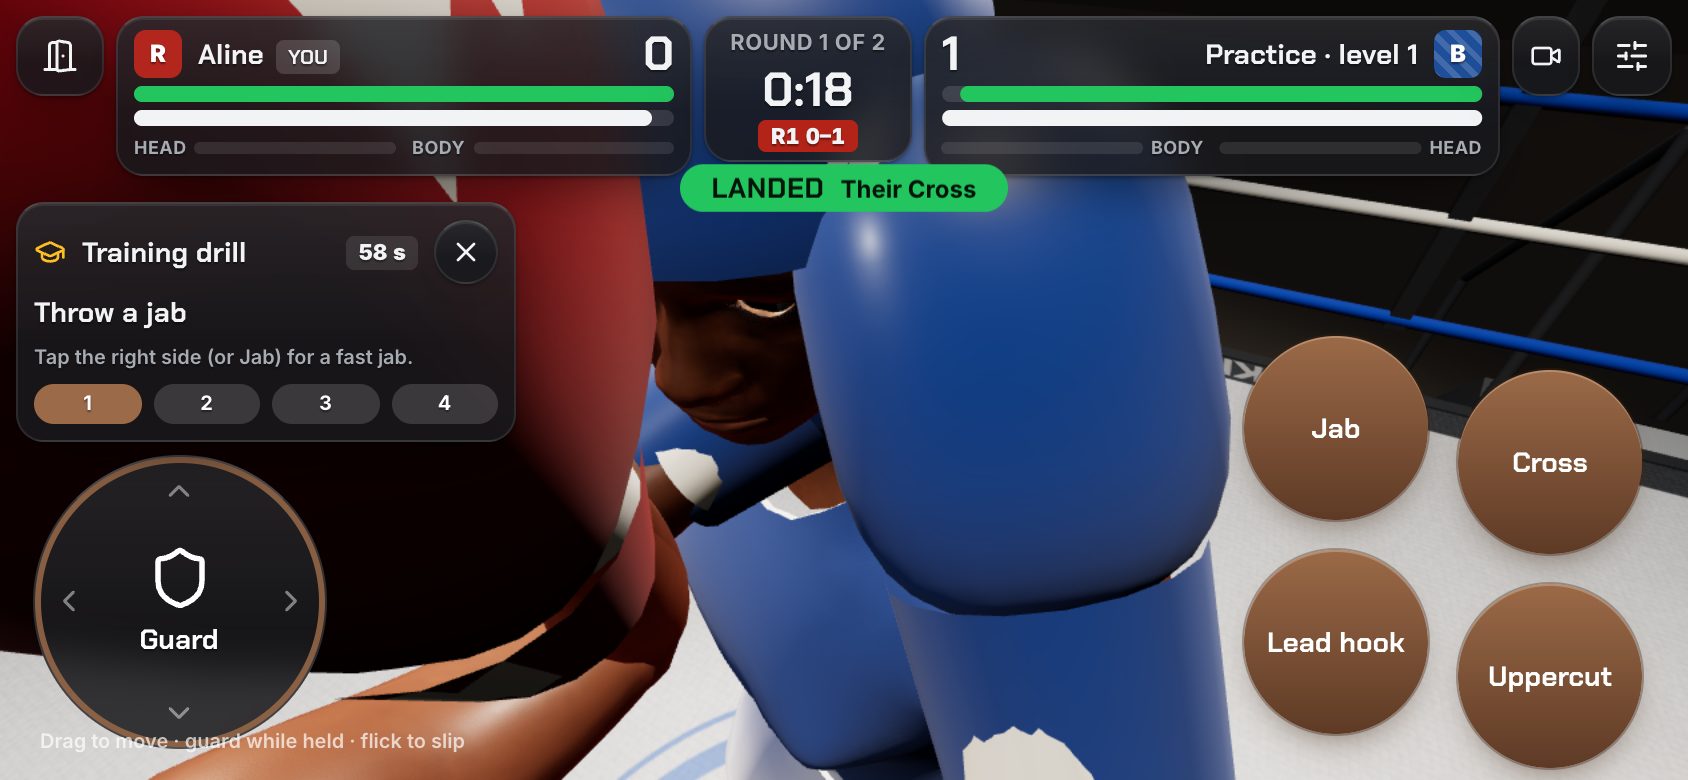 R Aline YOU 0
HEAD BODY
ROUND 1 OF 2
0:18
R1 0–1
1 Practice · level 1 B
BODY HEAD
LANDED Their Cross
Training drill 58 s
Throw a jab
Tap the right side (or Jab) for a fast jab.
1 2 3 4
Guard
Drag to move · guard while held · flick to slip
Jab
Cross
Lead hook
Uppercut